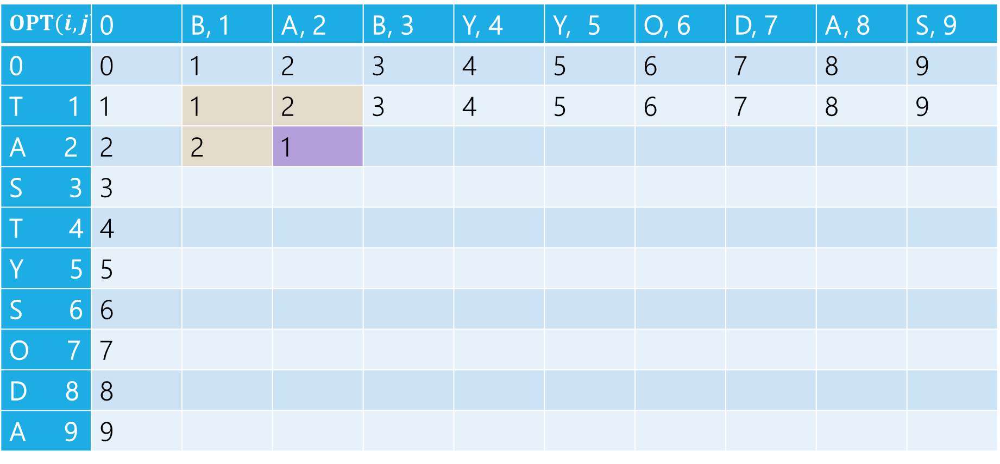 OPT(i,j) 0 B, 1 A, 2 B, 3 Y, 4 Y, 5 O, 6 D, 7 A, 8 S, 9
0 0 1 2 3 4 5 6 7 8 9
T 1 1 1 2 3 4 5 6 7 8 9
A 2 2 2 1
S 3 3
T 4 4
Y 5 5
S 6 6
O 7 7
D 8 8
A 9 9